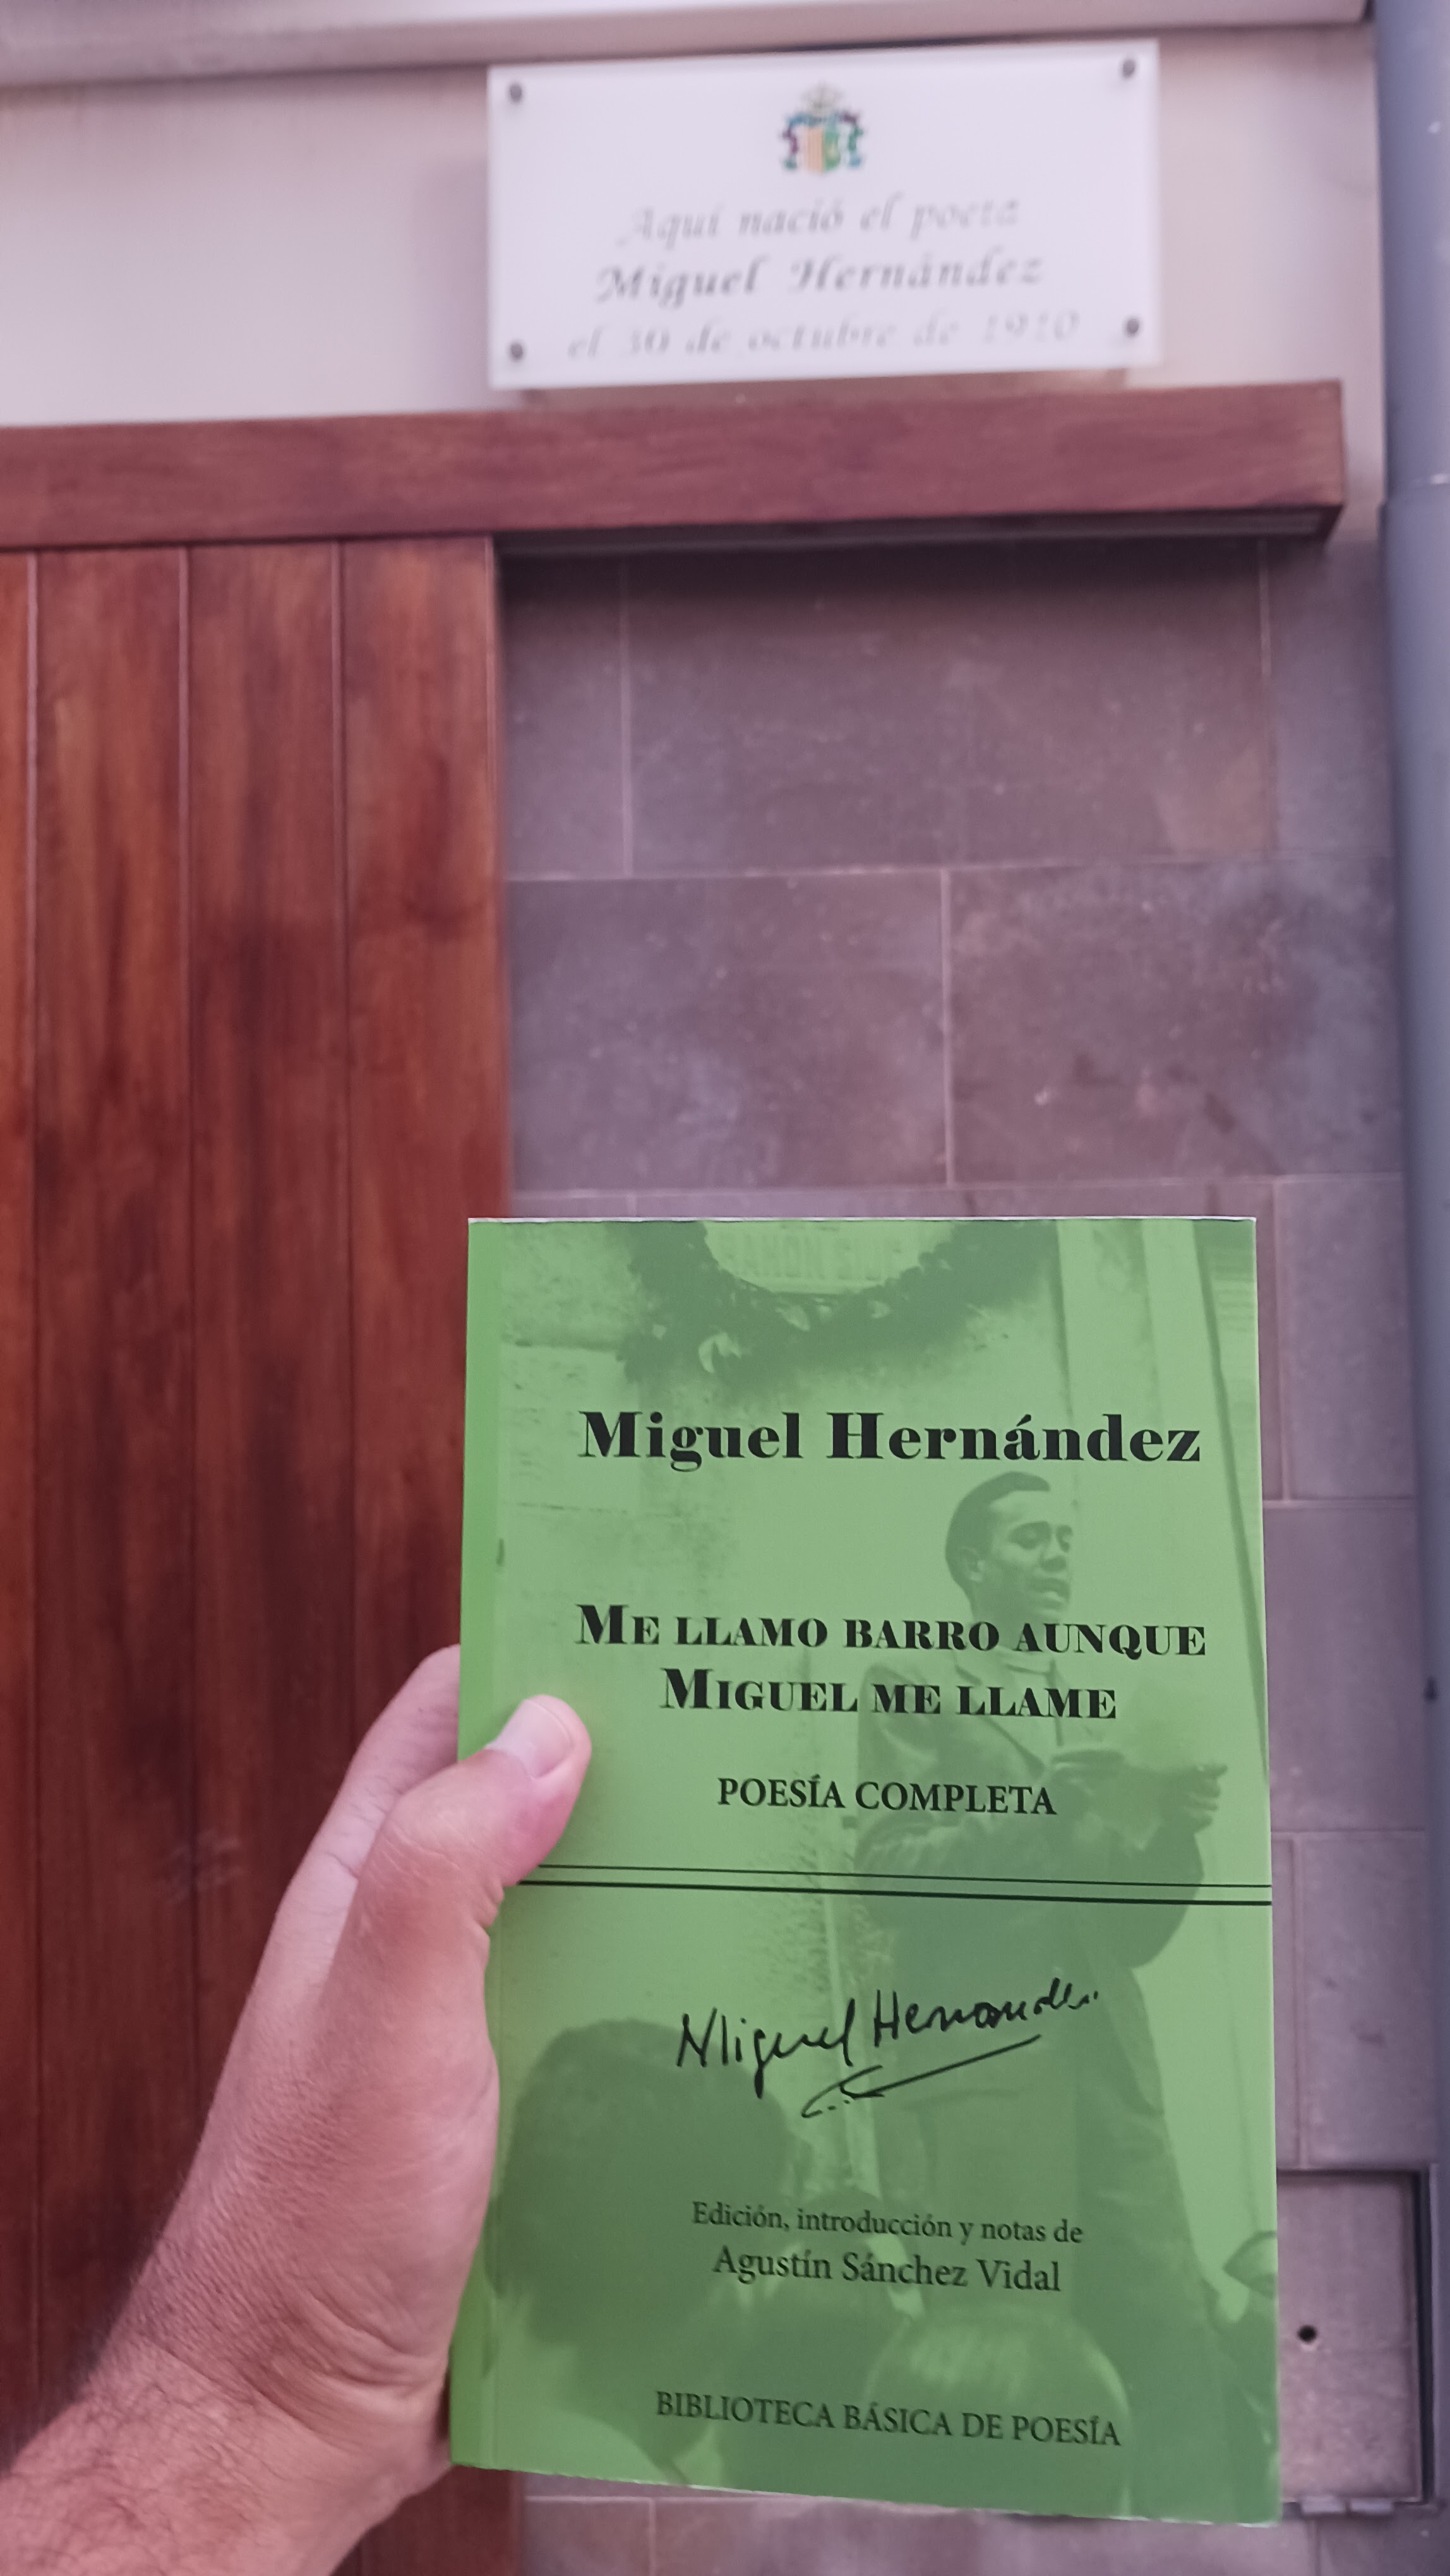 Aquí nació el poeta
Miguel Hernández
el 30 de octubre de 1910
Miguel Hernández
ME LLAMO BARRO AUNQUE
MIGUEL ME LLAME
POESÍA COMPLETA
Miguel Hernandez
Edición, introducción y notas de
Agustín Sánchez Vidal
BIBLIOTECA BÁSICA DE POESÍA